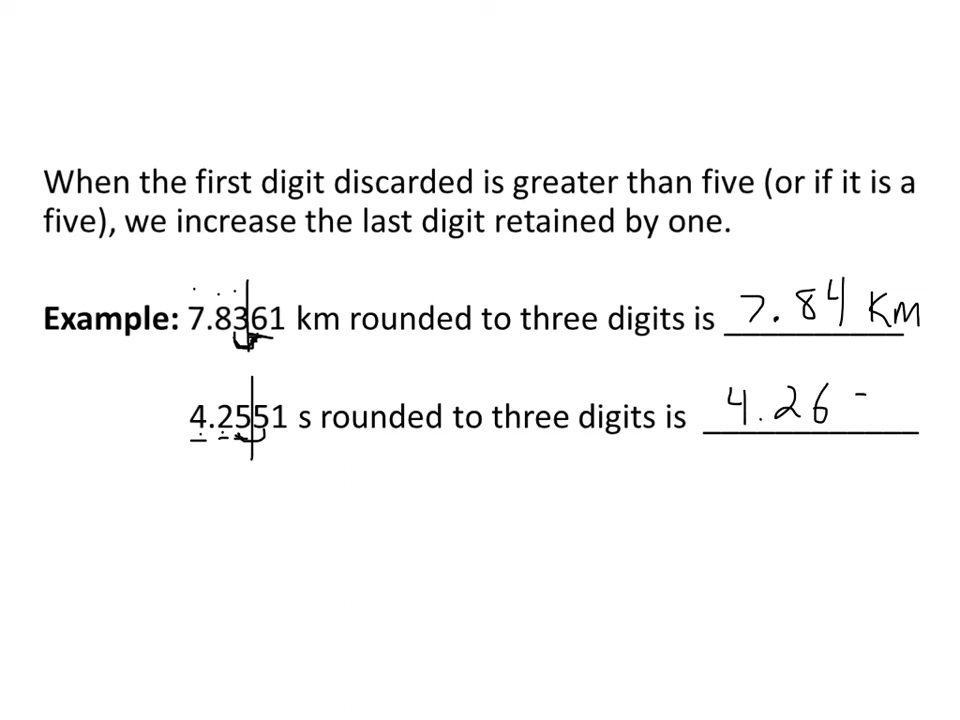 When the first digit discarded is greater than five (or if it is a
five), we increase the last digit retained by one.
Example: 7.8361 km rounded to three digits is 7.84 KM
4.2551 s rounded to three digits is 4.26